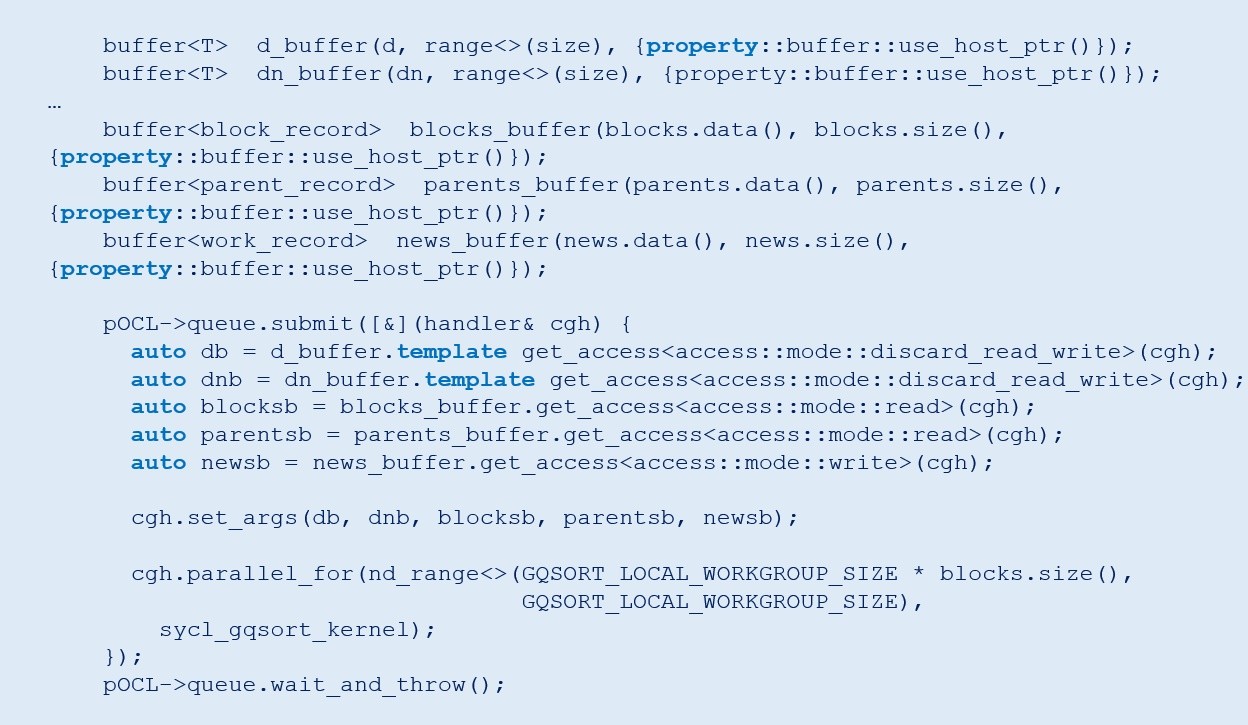 buffer<T>  d_buffer(d, range<>(size), {property::buffer::use_host_ptr()});
buffer<T>  dn_buffer(dn, range<>(size), {property::buffer::use_host_ptr()});
…
buffer<block_record>  blocks_buffer(blocks.data(), blocks.size(),
{property::buffer::use_host_ptr()});
buffer<parent_record>  parents_buffer(parents.data(), parents.size(),
{property::buffer::use_host_ptr()});
buffer<work_record>  news_buffer(news.data(), news.size(),
{property::buffer::use_host_ptr()});
pOCL->queue.submit([&](handler& cgh) {
auto db = d_buffer.template get_access<access::mode::discard_read_write>(cgh);
auto dnb = dn_buffer.template get_access<access::mode::discard_read_write>(cgh);
auto blocksb = blocks_buffer.get_access<access::mode::read>(cgh);
auto parentsb = parents_buffer.get_access<access::mode::read>(cgh);
auto newsb = news_buffer.get_access<access::mode::write>(cgh);
cgh.set_args(db, dnb, blocksb, parentsb, newsb);
cgh.parallel_for(nd_range<>(GQSORT_LOCAL_WORKGROUP_SIZE * blocks.size(),
GQSORT_LOCAL_WORKGROUP_SIZE),
sycl_gqsort_kernel);
});
pOCL->queue.wait_and_throw();